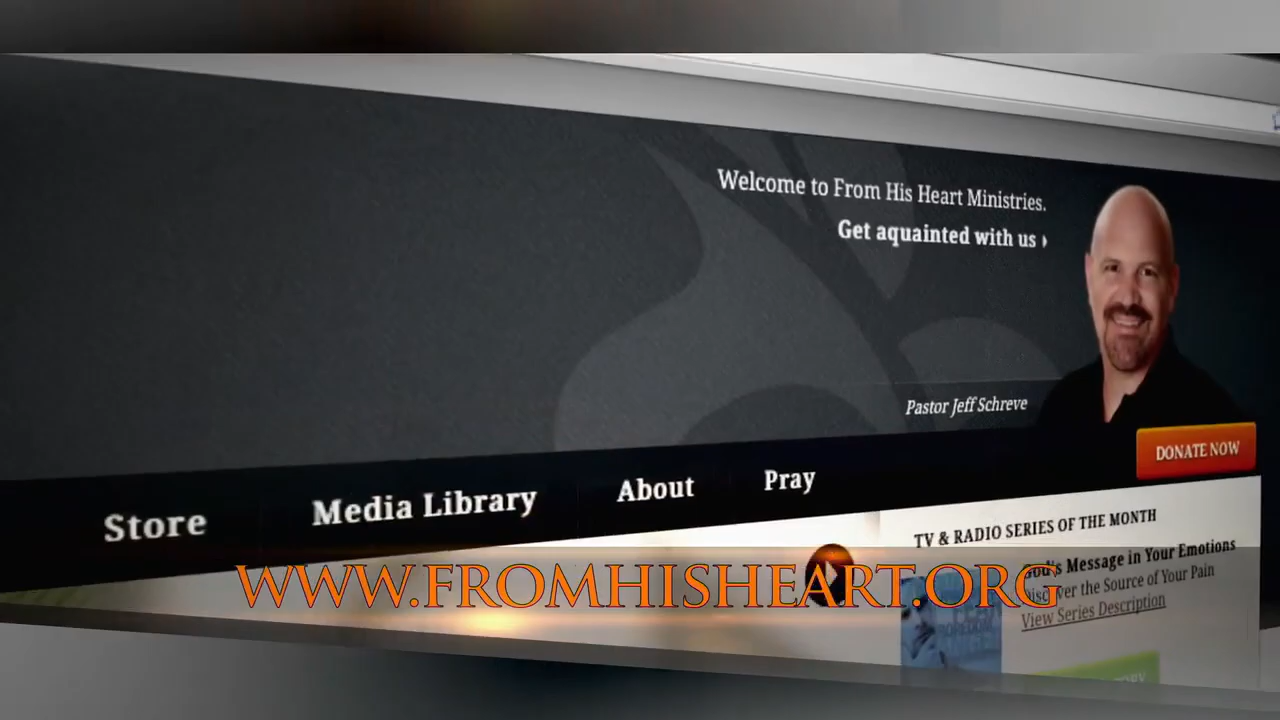 Welcome to From His Heart Ministries.
Get aquainted with us
Pastor Jeff Schreve
DONATE NOW
Store
Media Library
About
Pray
TV & RADIO SERIES OF THE MONTH
God's Message in Your Emotions
Discover the Source of Your Pain
View Series Description
WWW.FROMHISHEART.ORG